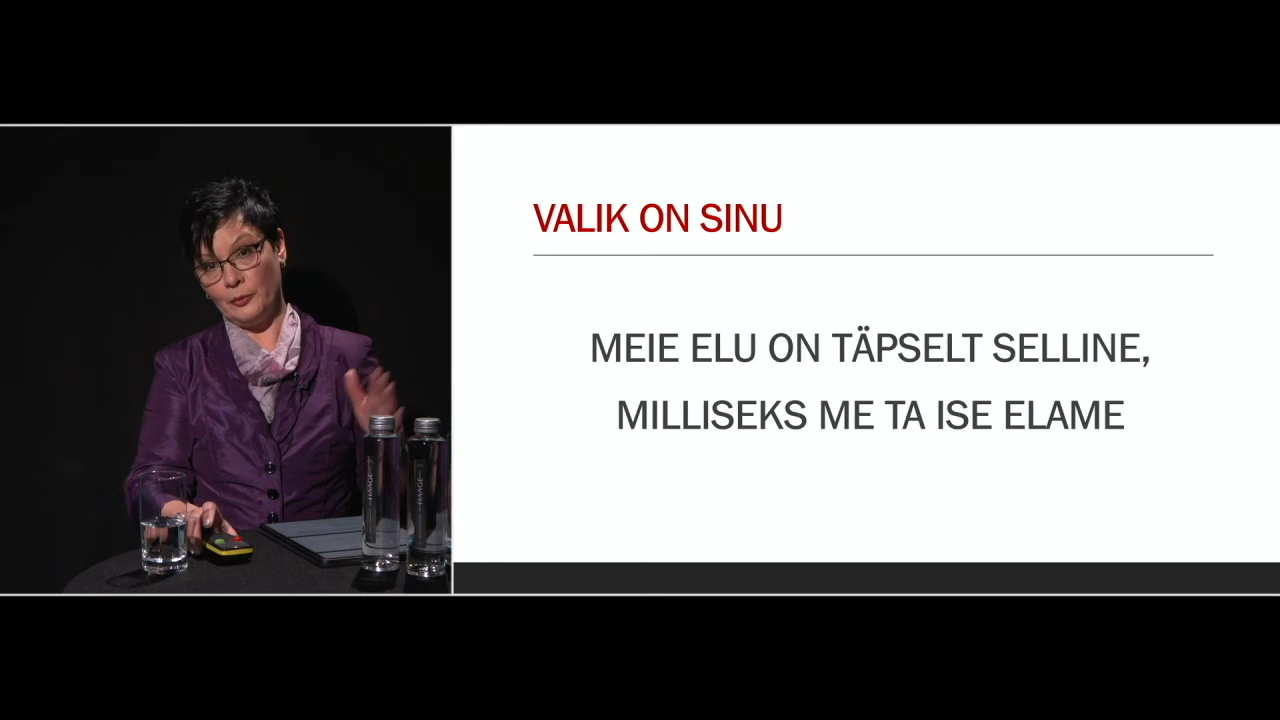 VALIK ON SINU
MEIE ELU ON TÄPSELT SELLINE,
MILLISEKS ME TA ISE ELAME